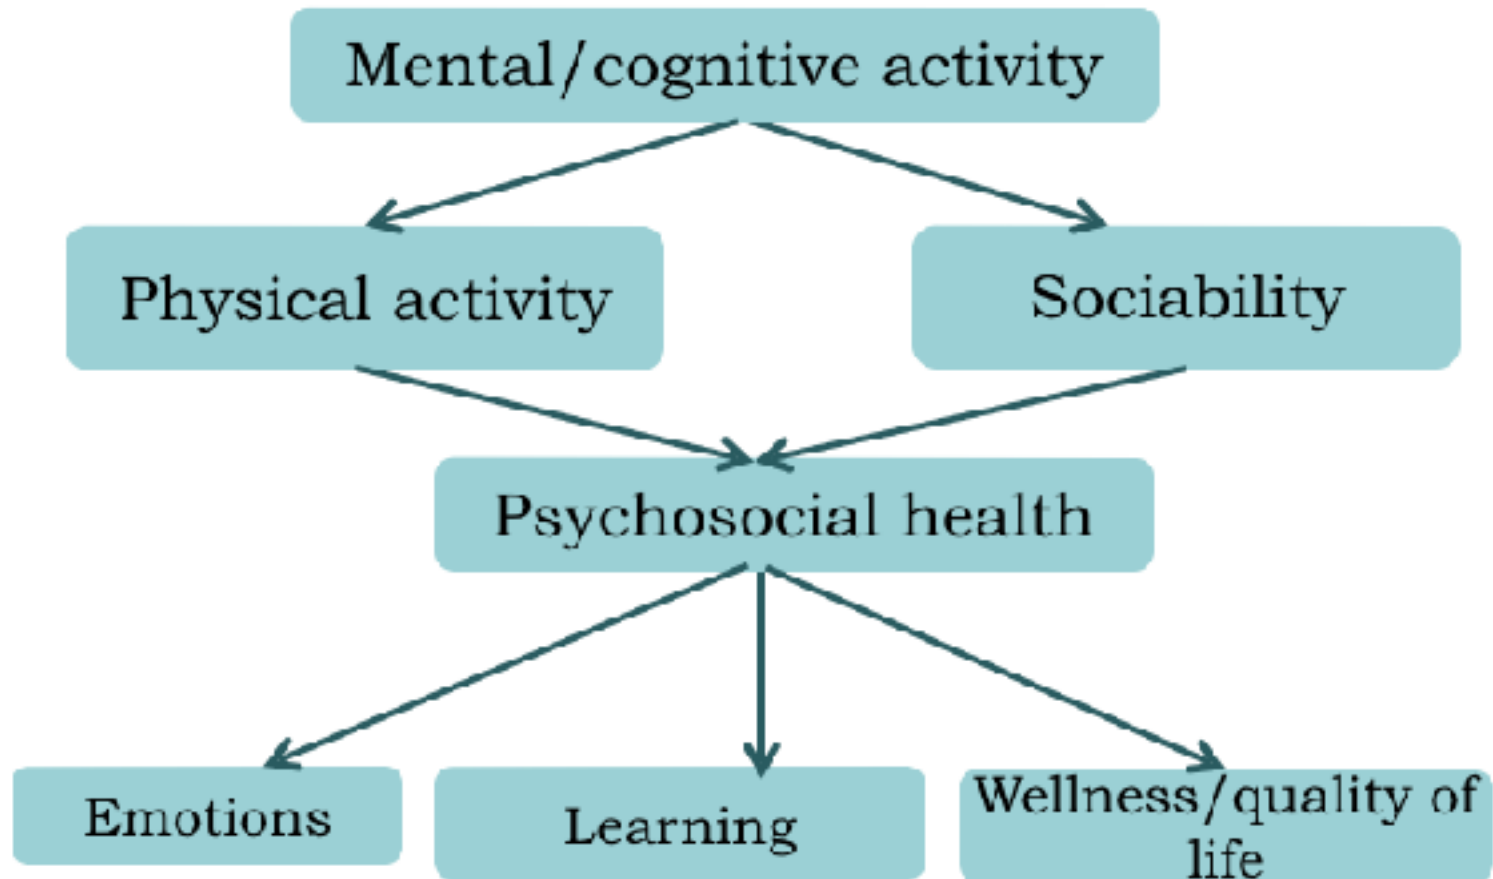 Mental/cognitive activity
Physical activity
Sociability
Psychosocial health
Emotions
Learning
Wellness/quality of
life